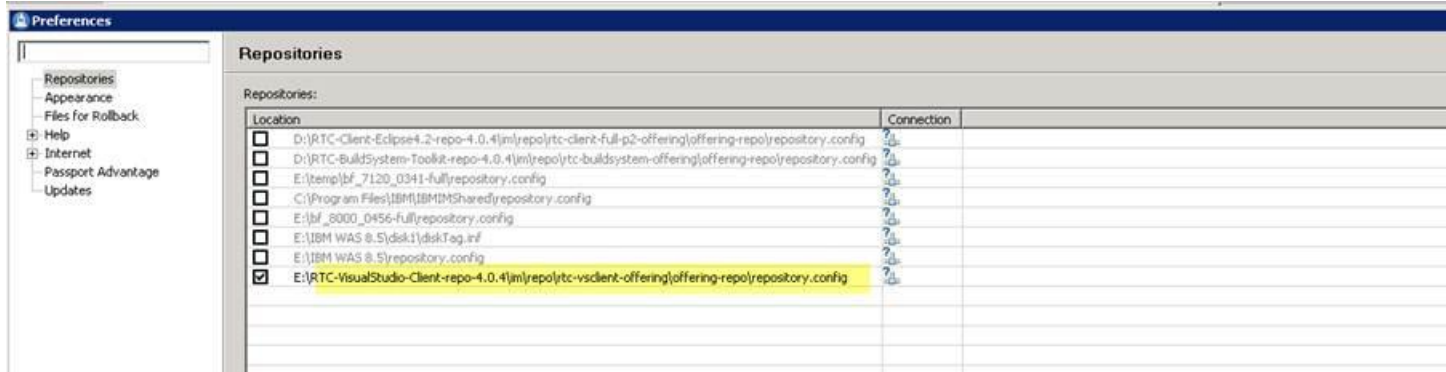 Preferences
Repositories
Appearance
Files for Rollback
Help
Internet
Passport Advantage
Updates
Repositories
Repositories:
Location Connection
D:\RTC-Client-Eclipse4.2-repo-4.0.4\im\repo\rtc-client-full-p2-offering\offering-repo\repository.config
D:\RTC-BuildSystem-Toolkit-repo-4.0.4\im\repo\rtc-buildsystem-offering\offering-repo\repository.config
E:\temp\bf_7120_0341-full\repository.config
C:\Program Files\IBM\IBMIMShared\repository.config
E:\bf_8000_0456-full\repository.config
E:\IBM WAS 8.5\disk1\diskTag.inf
E:\IBM WAS 8.5\repository.config
E:\RTC-VisualStudio-Client-repo-4.0.4\im\repo\rtc-vsclient-offering\offering-repo\repository.config